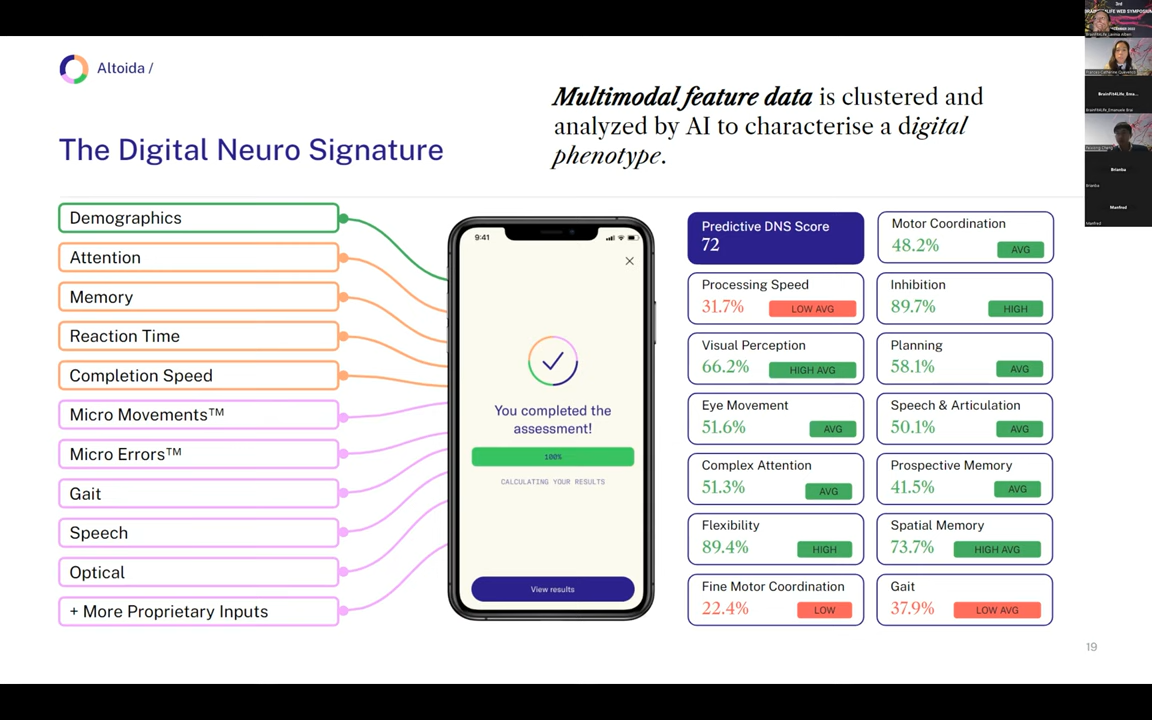 Altoida /
The Digital Neuro Signature
Multimodal feature data is clustered and
analyzed by AI to characterise a digital
phenotype.
Demographics
Attention
Memory
Reaction Time
Completion Speed
Micro Movements™
Micro Errors™
Gait
Speech
Optical
+ More Proprietary Inputs
9:41
You completed the
assessment!
100%
CALCULATING YOUR RESULTS
View results
Predictive DNS Score
72
Motor Coordination
48.2% AVG
Processing Speed
31.7% LOW AVG
Inhibition
89.7% HIGH
Visual Perception
66.2% HIGH AVG
Planning
58.1% AVG
Eye Movement
51.6% AVG
Speech & Articulation
50.1% AVG
Complex Attention
51.3% AVG
Prospective Memory
41.5% AVG
Flexibility
89.4% HIGH
Spatial Memory
73.7% HIGH AVG
Fine Motor Coordination
22.4% LOW
Gait
37.9% LOW AVG
19
3rd
BrainFit4Life_Ema...
Brianba
Brianba
Manfred
Manfred